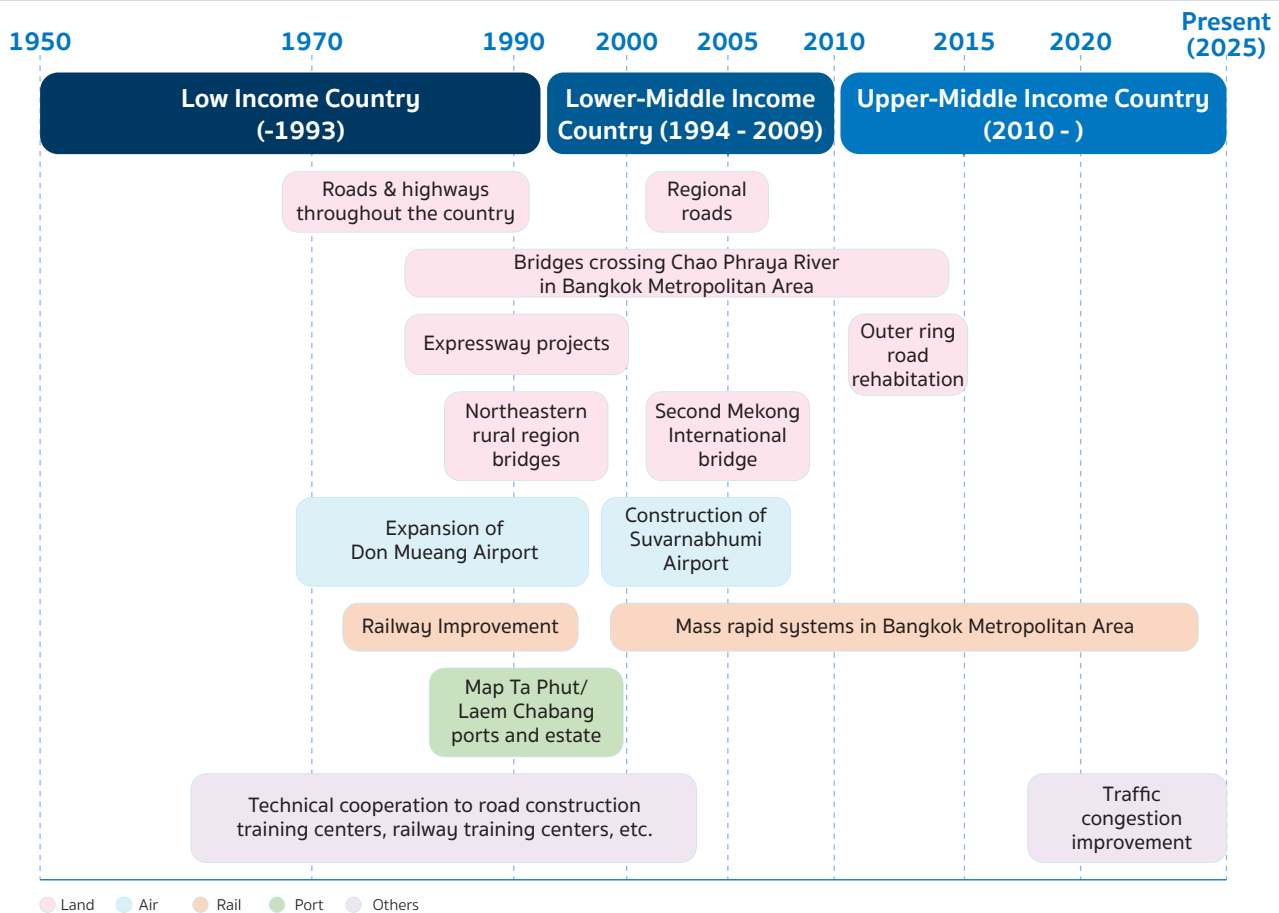 1950
1970
1990
2000
2005
2010
2015
2020
Present
(2025)
Low Income Country
(-1993)
Lower-Middle Income
Country (1994 - 2009)
Upper-Middle Income Country
(2010 - )
Roads & highways
throughout the country
Regional
roads
Bridges crossing Chao Phraya River
in Bangkok Metropolitan Area
Expressway projects
Outer ring
road
rehabitation
Northeastern
rural region
bridges
Second Mekong
International
bridge
Expansion of
Don Mueang Airport
Construction of
Suvarnabhumi
Airport
Railway Improvement
Mass rapid systems in Bangkok Metropolitan Area
Map Ta Phut/
Laem Chabang
ports and estate
Technical cooperation to road construction
training centers, railway training centers, etc.
Traffic
congestion
improvement
Land
Air
Rail
Port
Others